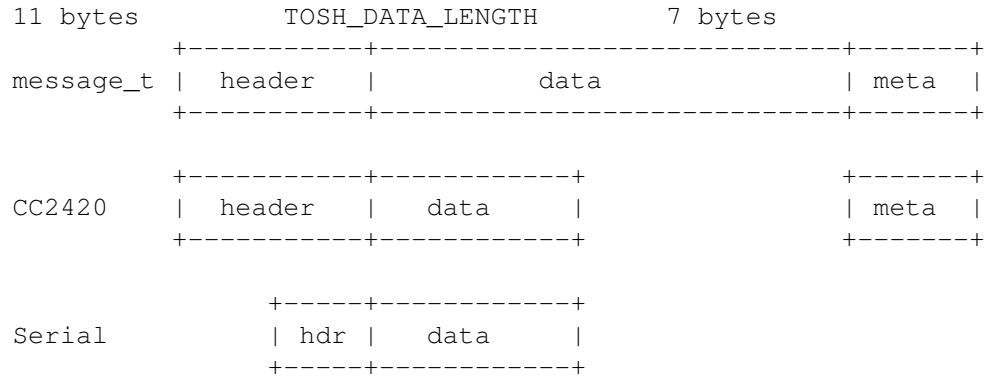 11 bytes TOSH_DATA_LENGTH 7 bytes
+-----------+-----------------------------+-------+
message_t | header | data | meta |
+-----------+-----------------------------+-------+
+-----------+------------+ +-------+
CC2420 | header | data | | meta |
+-----------+------------+ +-------+
+-----+------------+
Serial | hdr | data |
+-----+------------+